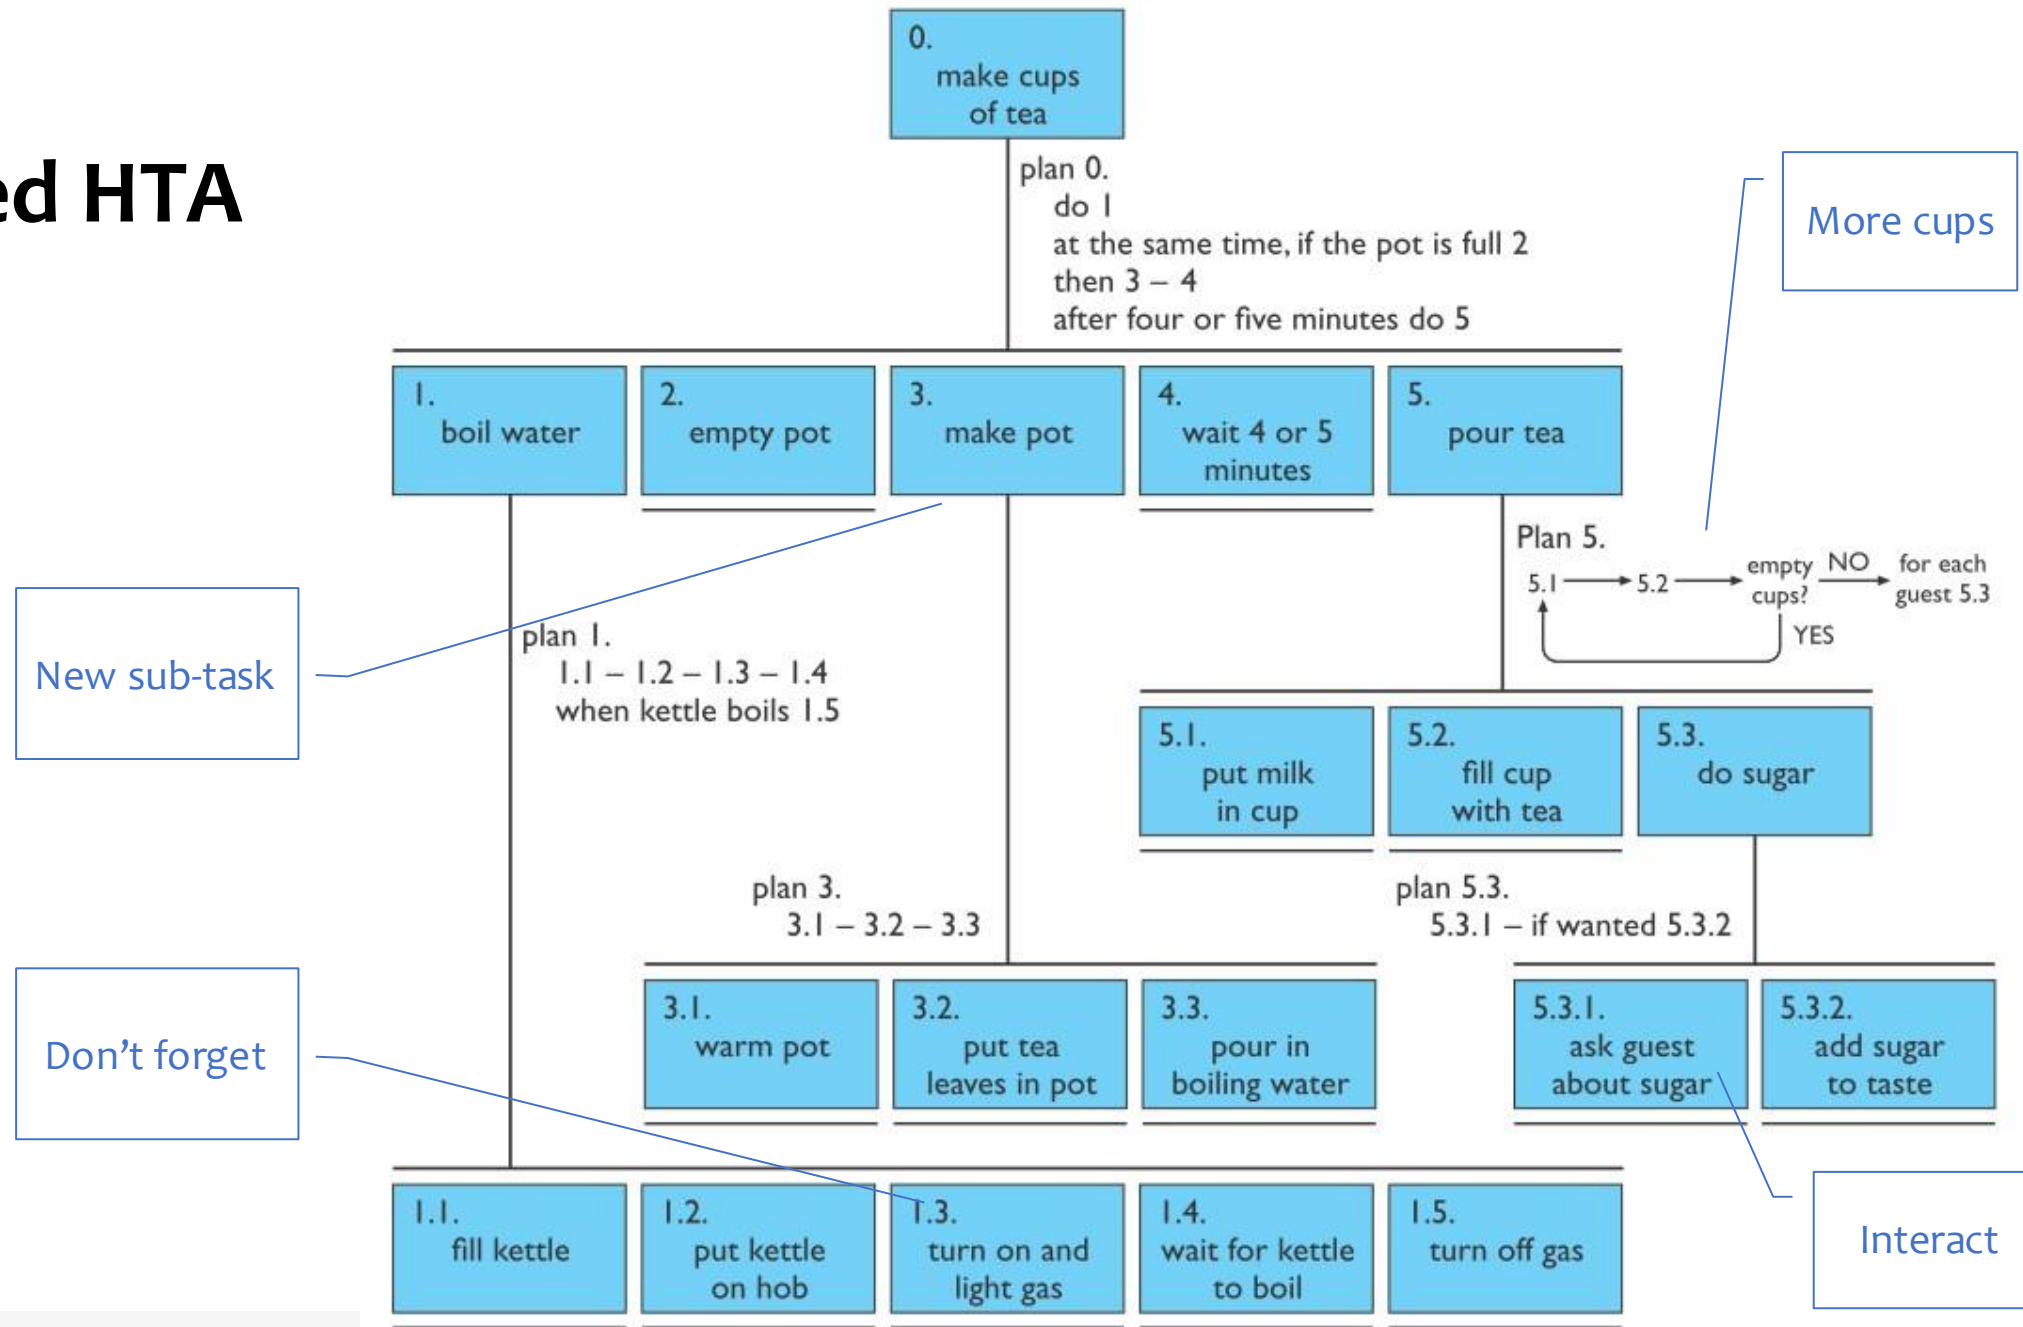 ed HTA
0.
make cups
of tea
plan 0.
do 1
at the same time, if the pot is full 2
then 3 – 4
after four or five minutes do 5
More cups
1.
boil water
2.
empty pot
3.
make pot
4.
wait 4 or 5
minutes
5.
pour tea
Plan 5.
5.1
5.2
empty
cups?
NO
for each
guest 5.3
YES
New sub-task
plan 1.
1.1 – 1.2 – 1.3 – 1.4
when kettle boils 1.5
5.1.
put milk
in cup
5.2.
fill cup
with tea
5.3.
do sugar
plan 3.
3.1 – 3.2 – 3.3
plan 5.3.
5.3.1 – if wanted 5.3.2
Don’t forget
3.1.
warm pot
3.2.
put tea
leaves in pot
3.3.
pour in
boiling water
5.3.1.
ask guest
about sugar
5.3.2.
add sugar
to taste
1.1.
fill kettle
1.2.
put kettle
on hob
1.3.
turn on and
light gas
1.4.
wait for kettle
to boil
1.5.
turn off gas
Interact